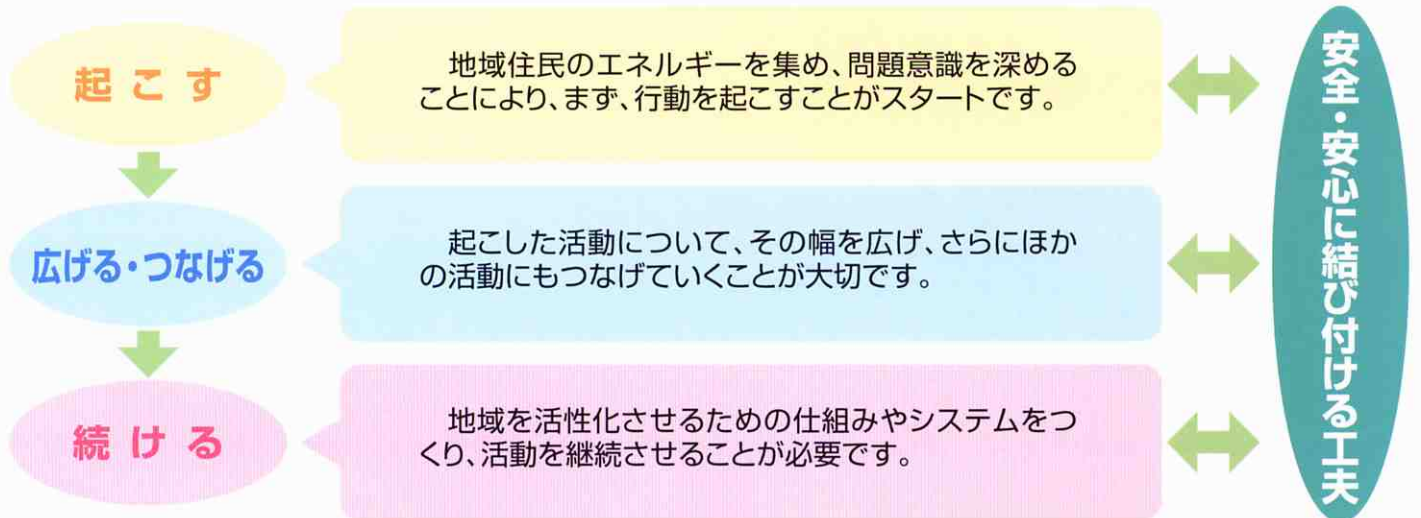 起こす
地域住民のエネルギーを集め、問題意識を深める
ことにより、まず、行動を起こすことがスタートです。
広げる・つなげる
起こした活動について、その幅を広げ、さらにほか
の活動にもつなげていくことが大切です。
続ける
地域を活性化させるための仕組みやシステムをつ
くり、活動を継続させることが必要です。
安全・安心に結び付ける工夫